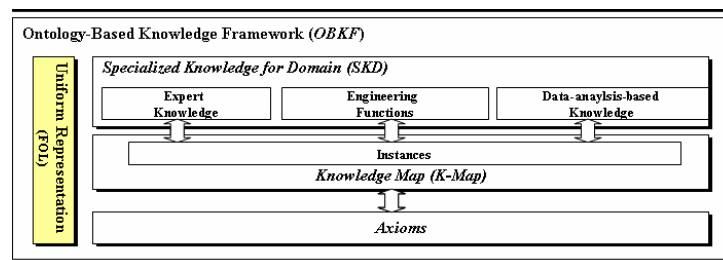 Ontology-Based Knowledge Framework (OBKF)
Uniform Representation
(FOL)
Specialized Knowledge for Domain (SKD)
Expert
Knowledge
Engineering
Functions
Data-anaylsis-based
Knowledge
Instances
Knowledge Map (K-Map)
Axioms